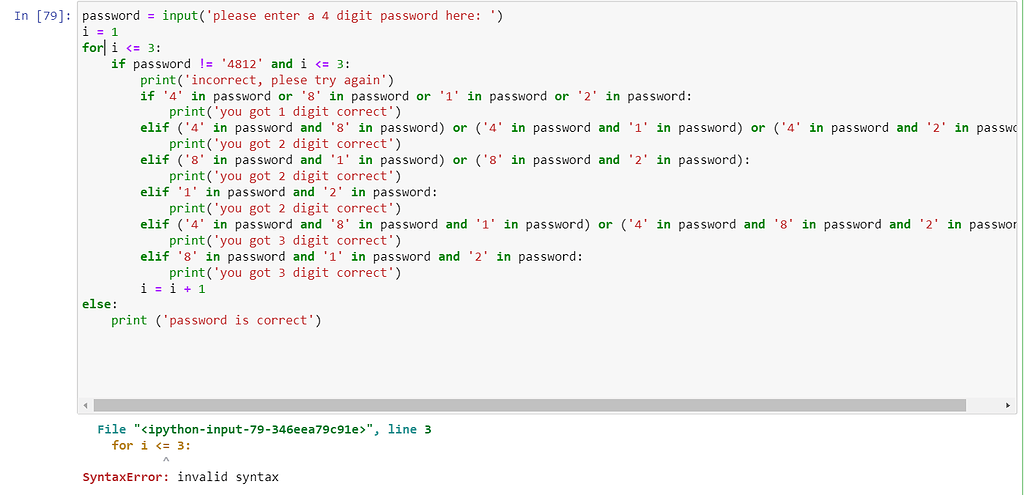 In [79]: password = input('please enter a 4 digit password here: ')
i = 1
for i <= 3:
    if password != '4812' and i <= 3:
        print('incorrect, plese try again')
        if '4' in password or '8' in password or '1' in password or '2' in password:
            print('you got 1 digit correct')
        elif ('4' in password and '8' in password) or ('4' in password and '1' in password) or ('4' in password and '2' in passwo
            print('you got 2 digit correct')
        elif ('8' in password and '1' in password) or ('8' in password and '2' in password):
            print('you got 2 digit correct')
        elif '1' in password and '2' in password:
            print('you got 2 digit correct')
        elif ('4' in password and '8' in password and '1' in password) or ('4' in password and '8' in password and '2' in passwor
            print('you got 3 digit correct')
        elif '8' in password and '1' in password and '2' in password:
            print('you got 3 digit correct')
        i = i + 1
else:
    print ('password is correct')
File "<ipython-input-79-346eea79c91e>", line 3
    for i <= 3:
           ^
SyntaxError: invalid syntax